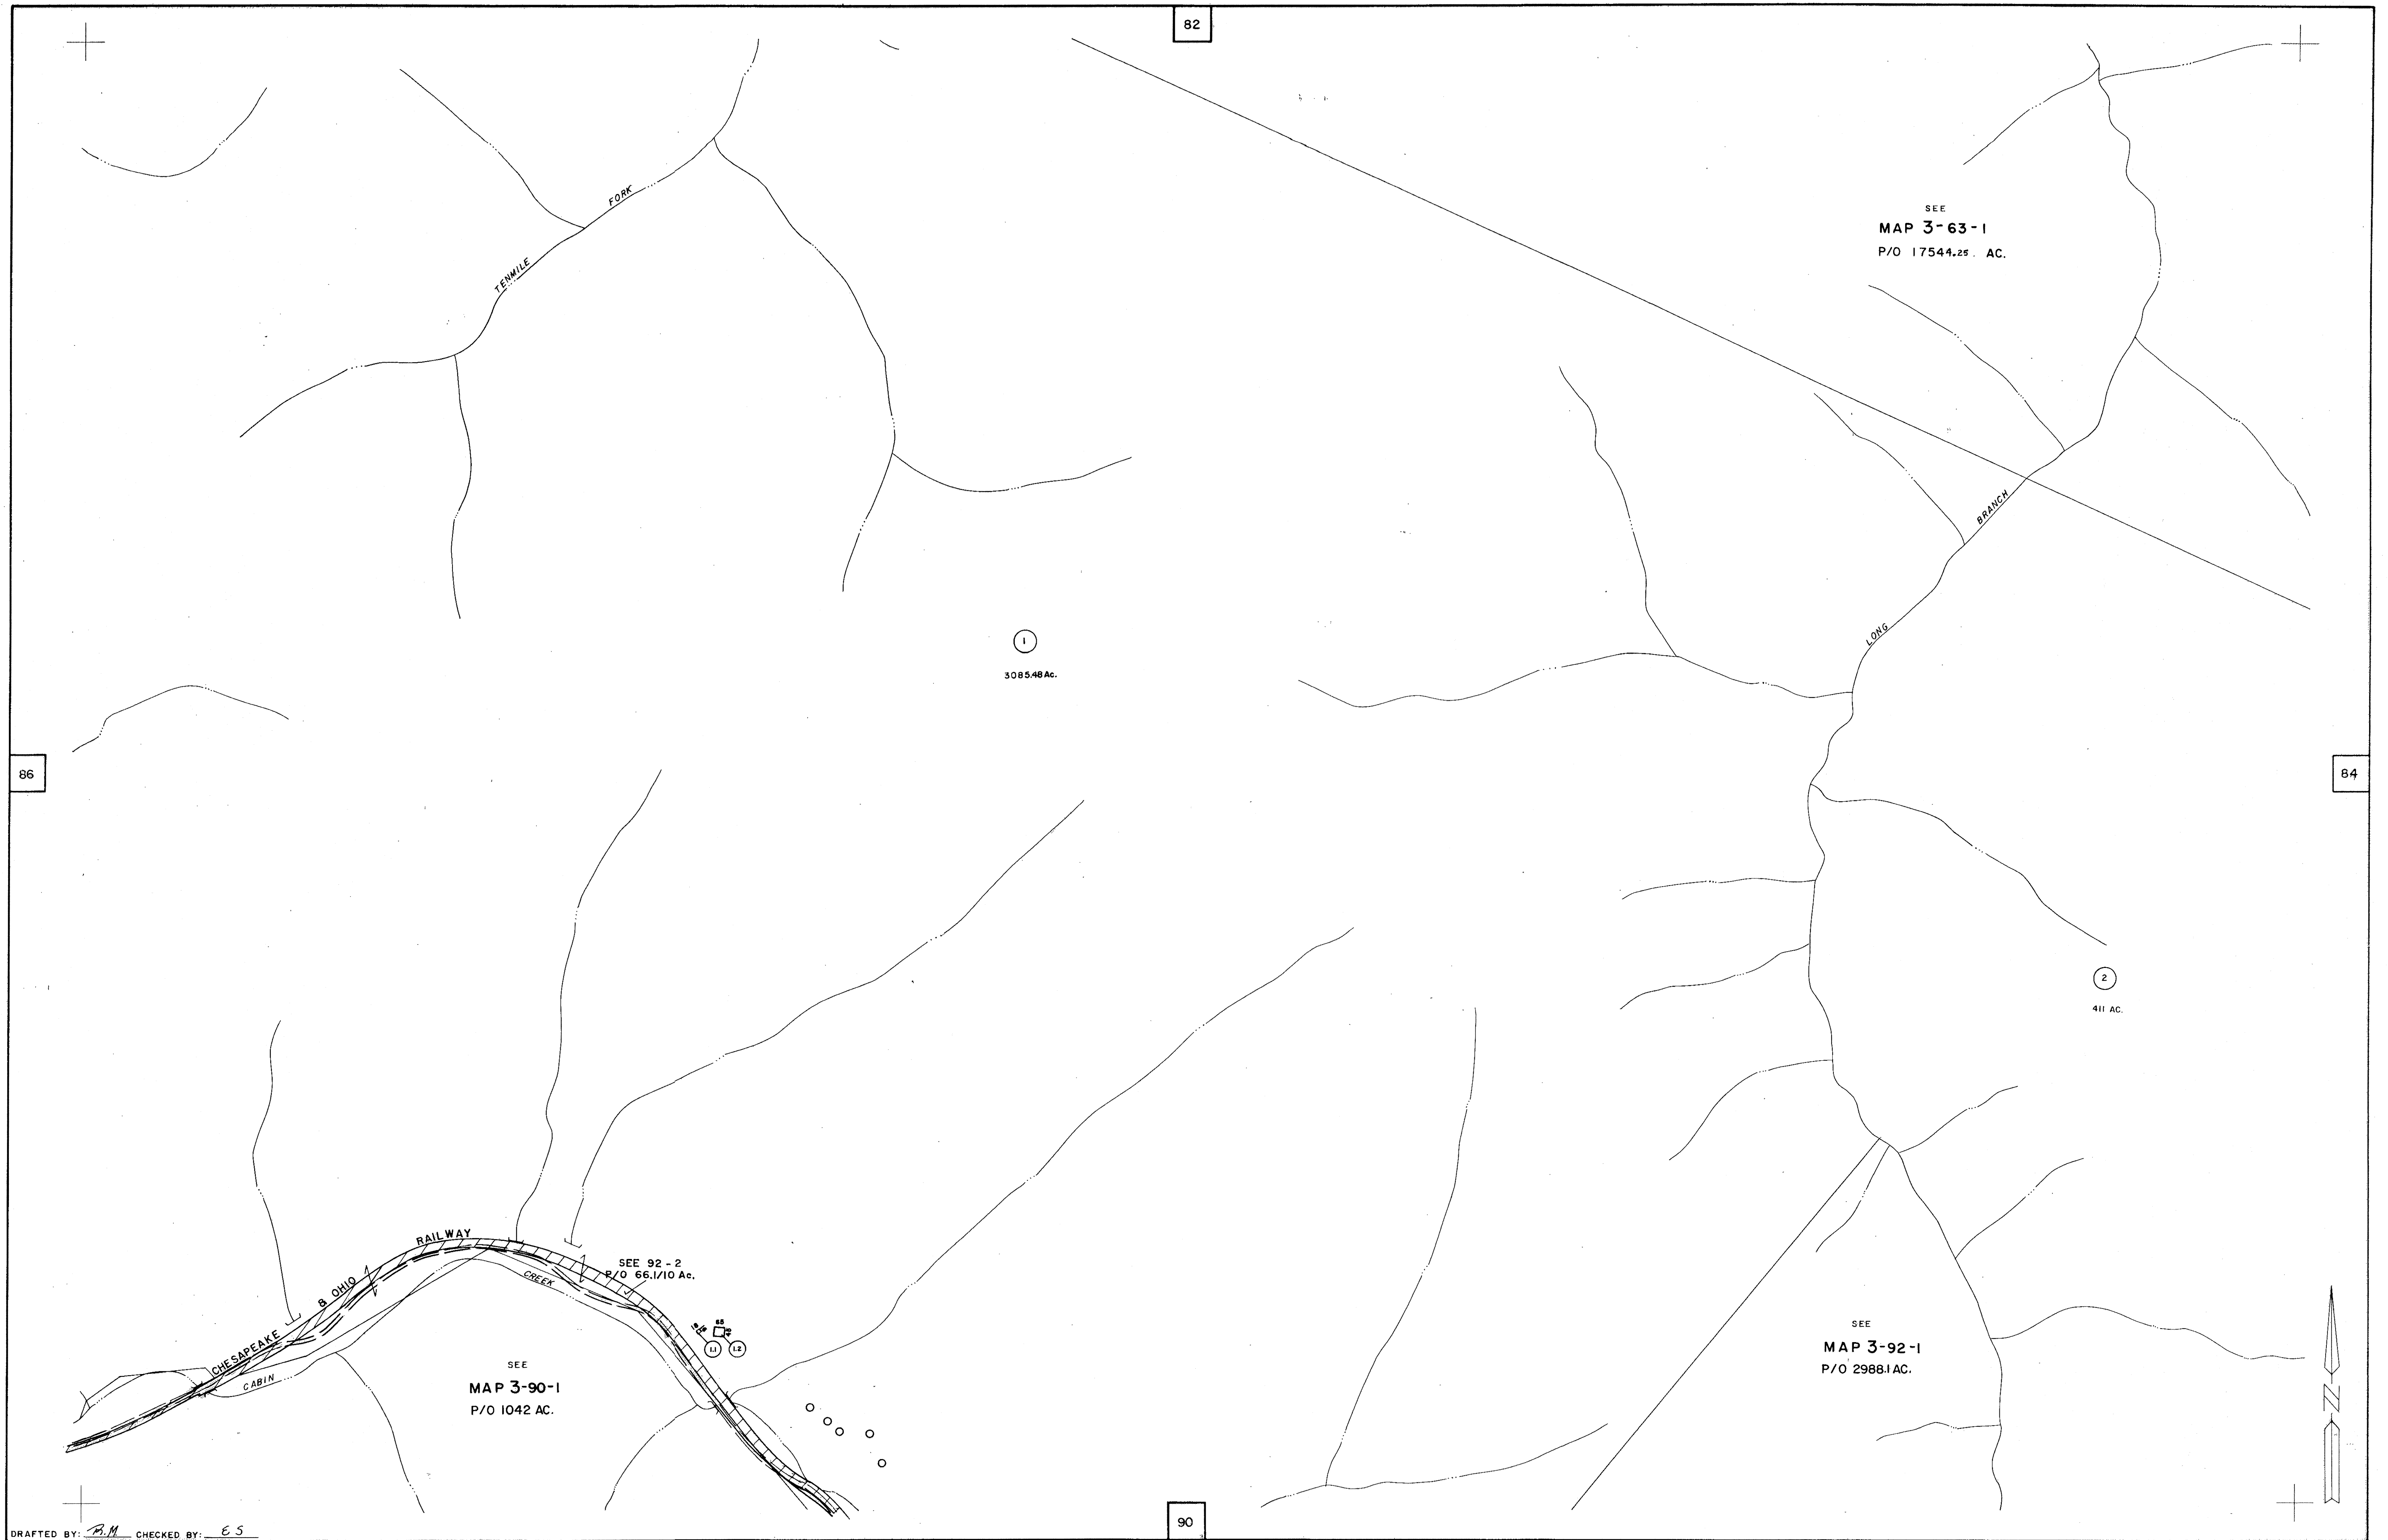 82
FORK
TENMILE
SEE
MAP 3-63-1
P/O 17544.25 AC.
BRANCH
LONG
1
3085.48 Ac.
86
84
2
411 AC.
RAILWAY
& OHIO
CHESAPEAKE
SEE 92-2
P/O 66.1/10 Ac.
CREEK
CABIN
65
40
1.1
1.2
SEE
MAP 3-90-1
P/O 1042 AC.
SEE
MAP 3-92-1
P/O 2988.1 AC.
N
90
DRAFTED BY: R.M CHECKED BY: ES